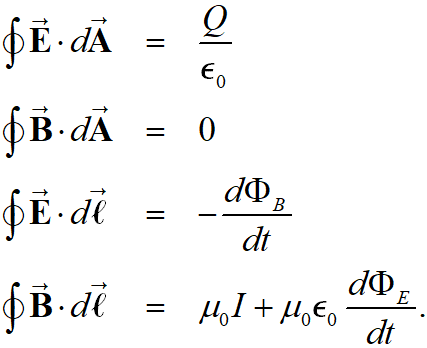 ∮E⃗ · dA⃗ = Q/ϵ₀
∮B⃗ · dA⃗ = 0
∮E⃗ · dℓ⃗ = −dΦ_B/dt
∮B⃗ · dℓ⃗ = μ₀I + μ₀ϵ₀ dΦ_E/dt.